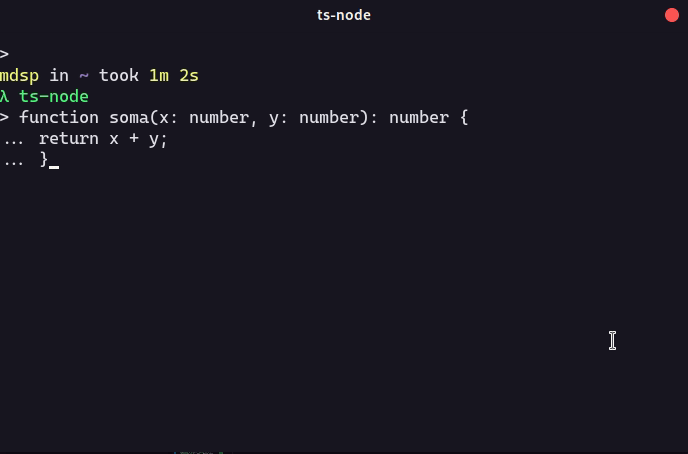 ts-node
>
mdsp in ~ took 1m 2s
λ ts-node
> function soma(x: number, y: number): number {
... return x + y;
... }